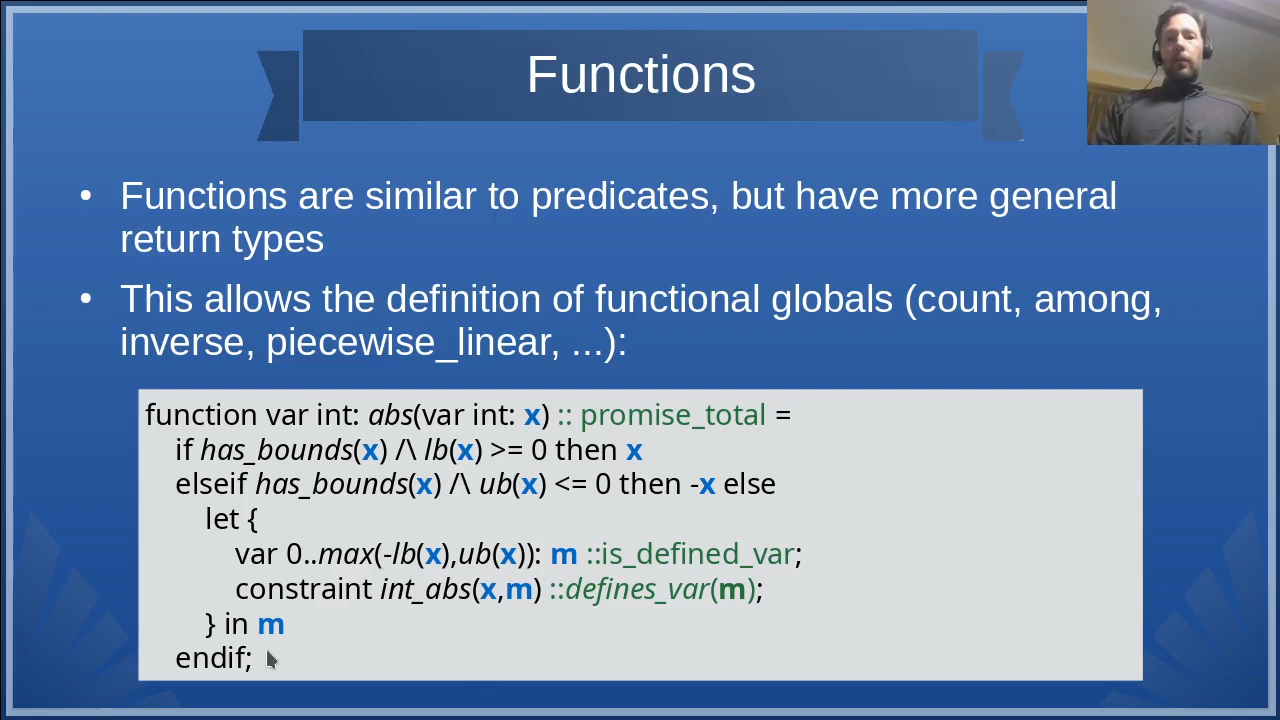 Functions
• Functions are similar to predicates, but have more general
return types
• This allows the definition of functional globals (count, among,
inverse, piecewise_linear, ...):
function var int: abs(var int: x) :: promise_total =
if has_bounds(x) /\ lb(x) >= 0 then x
elseif has_bounds(x) /\ ub(x) <= 0 then -x else
let {
var 0..max(-lb(x),ub(x)): m ::is_defined_var;
constraint int_abs(x,m) ::defines_var(m);
} in m
endif;